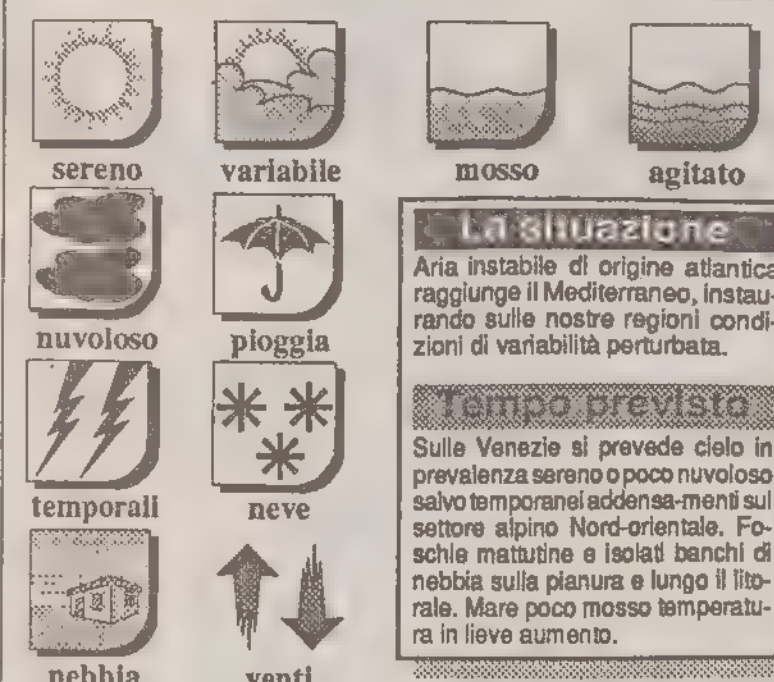 sereno
variabile
mosso
agitato
nuvoloso
pioggia
temporali
neve
nebbia
venti
La situazione
Aria instabile di origine atlantica
raggiunge il Mediterraneo, instau-
rando sulle nostre regioni condi-
zioni di variabilità perturbata.
Tempo previsto
Sulle Venezie si prevede cielo in
prevalenza sereno o poco nuvoloso
salvo temporanei addensa-menti sul
settore alpino Nord-orientale. Fo-
schie mattutine e isolati banchi di
nebbia sulla pianura e lungo il lito-
rale. Mare poco mosso temperatu-
ra in lieve aumento.